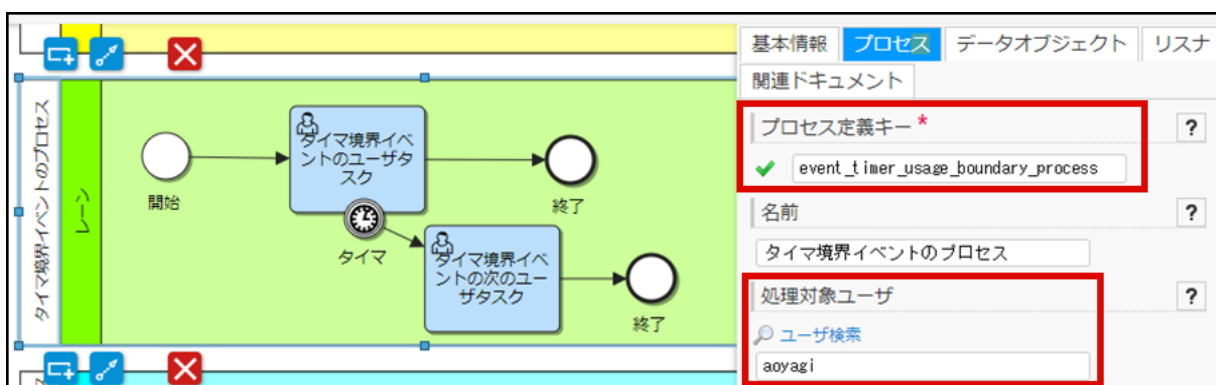 基本情報 プロセス データオブジェクト リスナ
関連ドキュメント
プロセス定義キー * ?
event_timer_usage_boundary_process
名前 ?
タイマ境界イベントのプロセス
処理対象ユーザ ?
ユーザ検索
aoyagi
タイマ境界イベントのプロセス
レーン
開始
タイマ境界イベ
ントのユーザタ
スク
終了
タイマ
タイマ境界イベ
ントの次のユー
ザタスク
終了